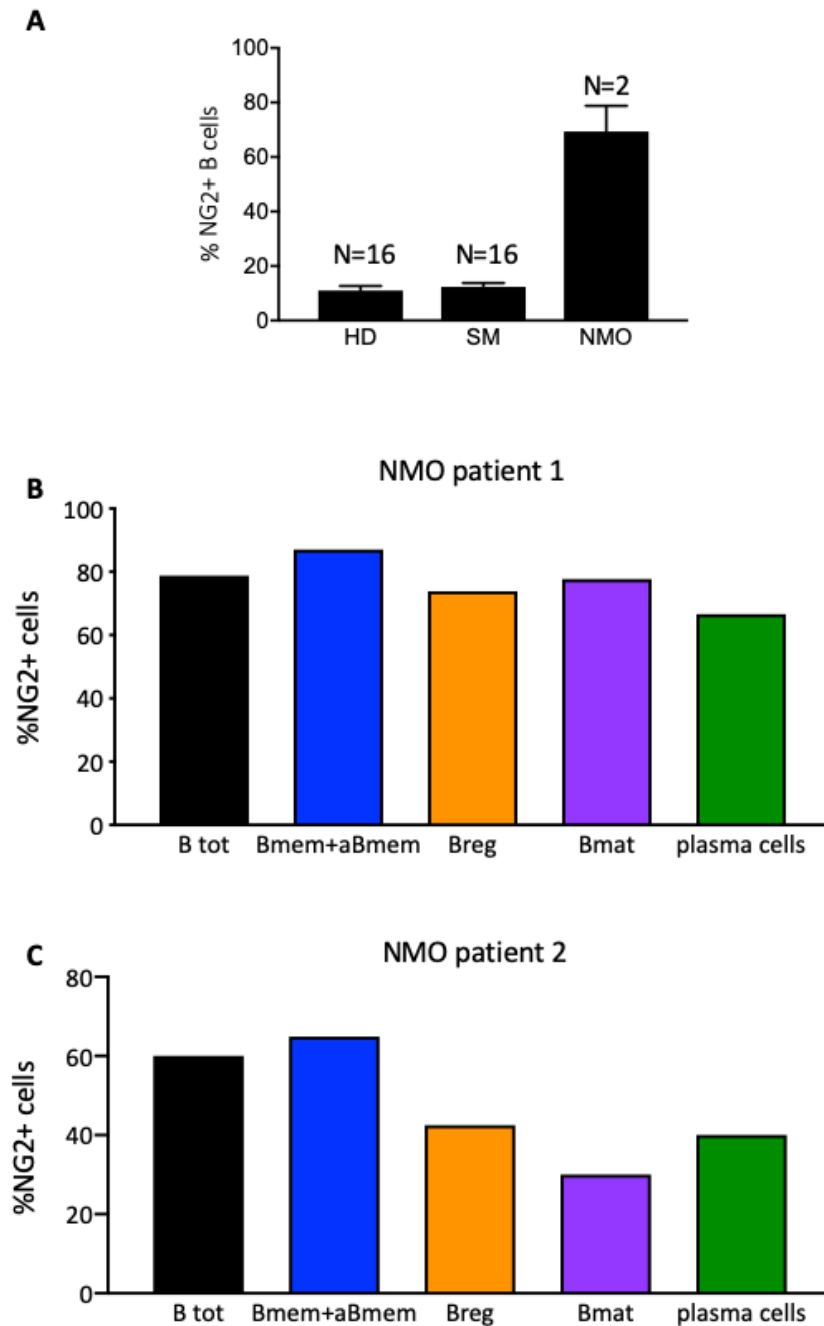 A
% NG2+ B cells
100
80
60
40
20
0
N=16
N=16
N=2
HD
SM
NMO
B
NMO patient 1
%NG2+ cells
100
80
60
40
20
0
B tot
Bmem+aBmem
Breg
Bmat
plasma cells
C
NMO patient 2
%NG2+ cells
80
60
40
20
0
B tot
Bmem+aBmem
Breg
Bmat
plasma cells